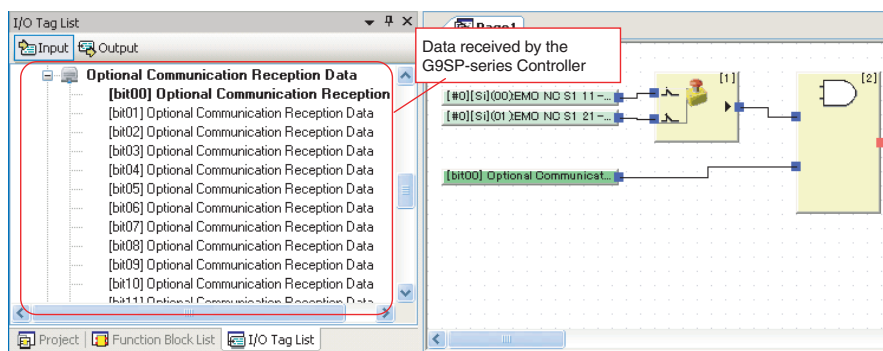 I/O Tag List
Input Output
Optional Communication Reception Data
[bit00] Optional Communication Reception
[bit01] Optional Communication Reception Data
[bit02] Optional Communication Reception Data
[bit03] Optional Communication Reception Data
[bit04] Optional Communication Reception Data
[bit05] Optional Communication Reception Data
[bit06] Optional Communication Reception Data
[bit07] Optional Communication Reception Data
[bit08] Optional Communication Reception Data
[bit09] Optional Communication Reception Data
[bit10] Optional Communication Reception Data
[bit11] Optional Communication Reception Data
Project Function Block List I/O Tag List
Data received by the
G9SP-series Controller
Page1
[#0][Si](00):EMO NC S1 11 -...
[#0][Si](01):EMO NC S1 21 -...
[bit00] Optional Communicat...
[1]
[2]